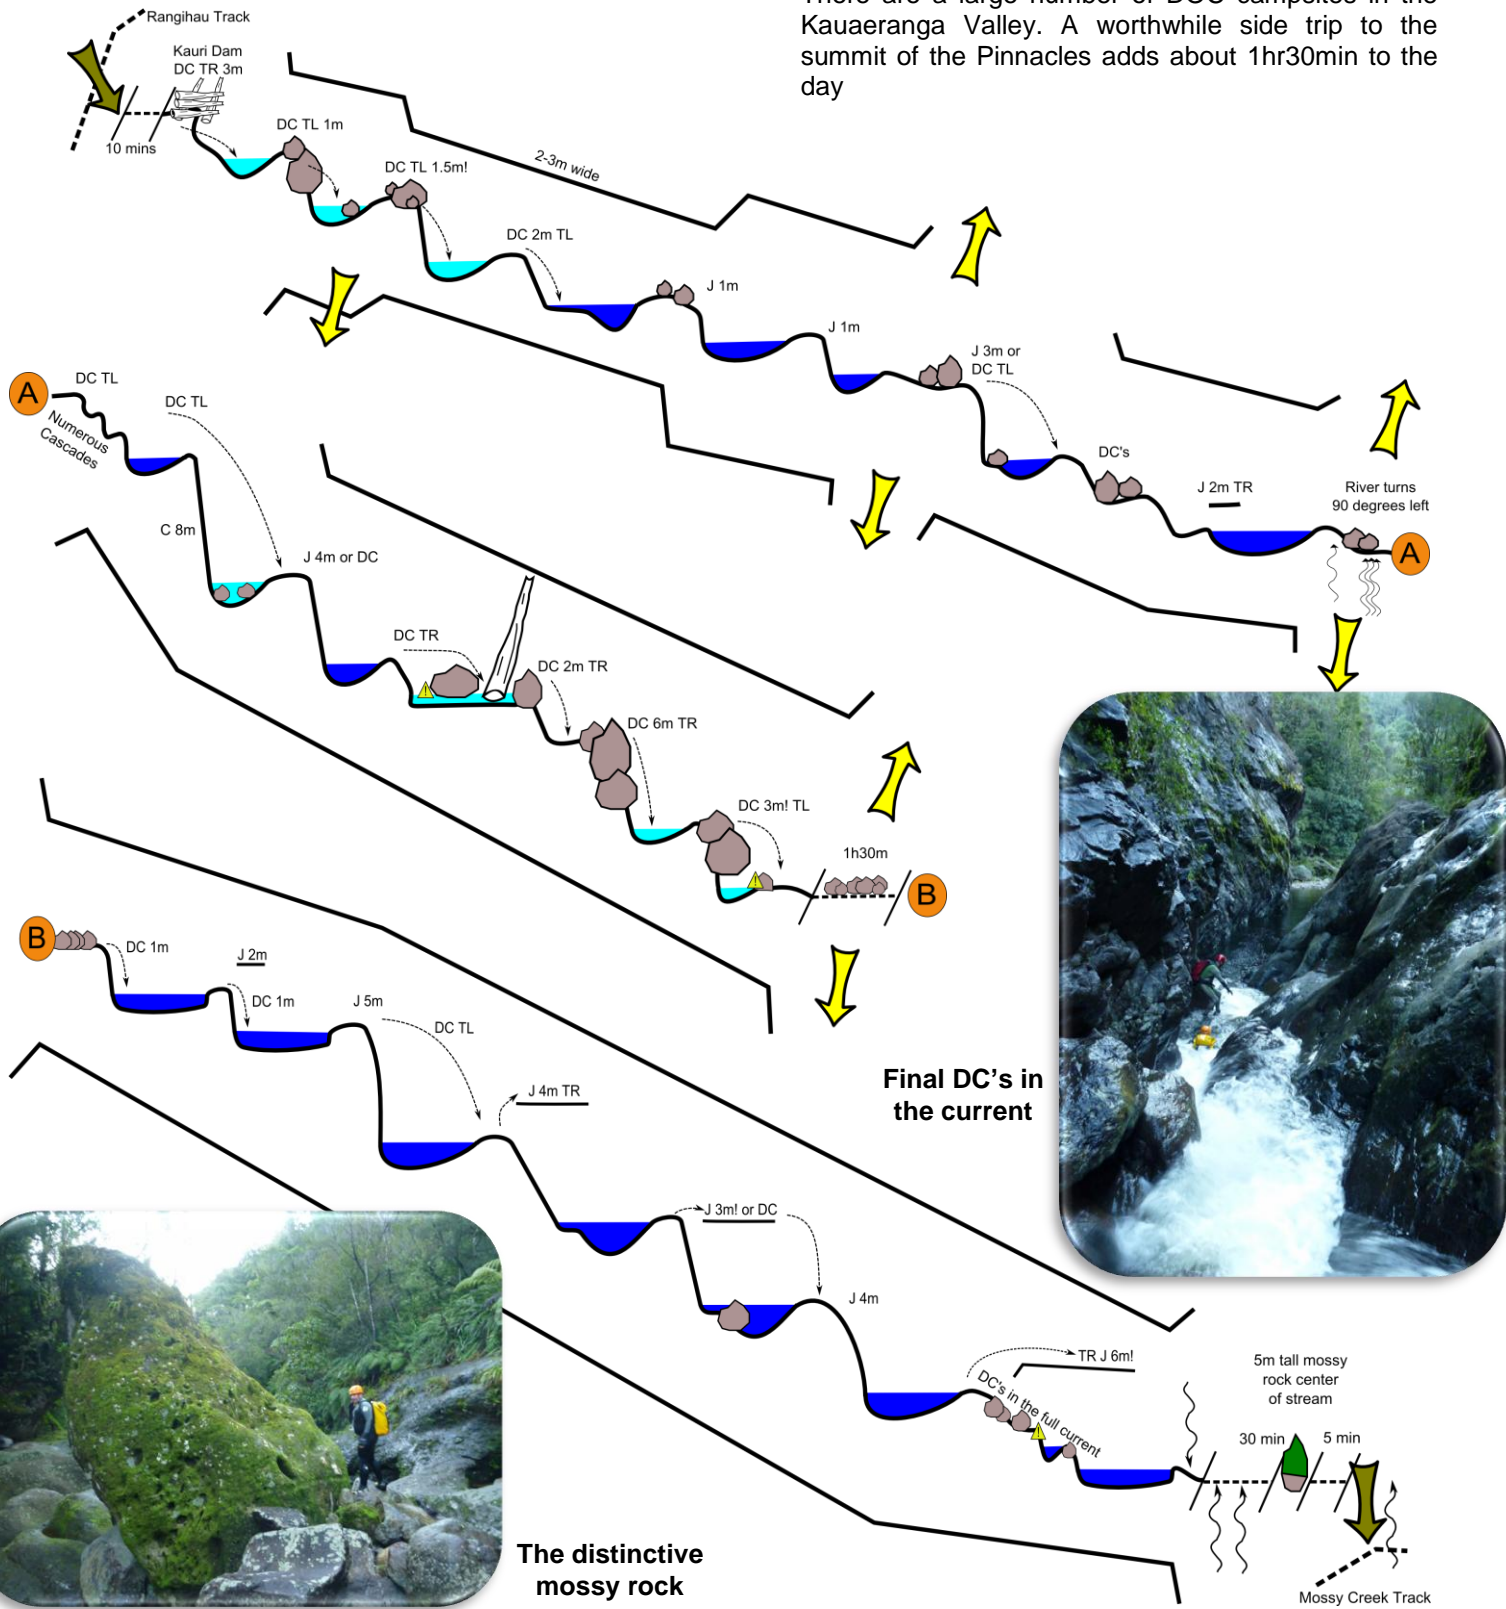 Kauaeranga Valley. A worthwhile side trip to the
summit of the Pinnacles adds about 1hr30min to the
day
Rangihau Track
Kauri Dam
DC TR 3m
10 mins
DC TL 1m
DC TL 1.5m!
2-3m wide
DC 2m TL
J 1m
J 1m
J 3m or
DC TL
DC's
J 2m TR
River turns
90 degrees left
A
A
DC TL
Numerous
Cascades
DC TL
C 8m
J 4m or DC
DC TR
DC 2m TR
DC 6m TR
DC 3m! TL
1h30m
B
B
DC 1m
J 2m
DC 1m
J 5m
DC TL
J 4m TR
J 3m! or DC
J 4m
TR J 6m!
DC's in the full current
5m tall mossy
rock center
of stream
30 min
5 min
Mossy Creek Track
Final DC's in
the current
The distinctive
mossy rock